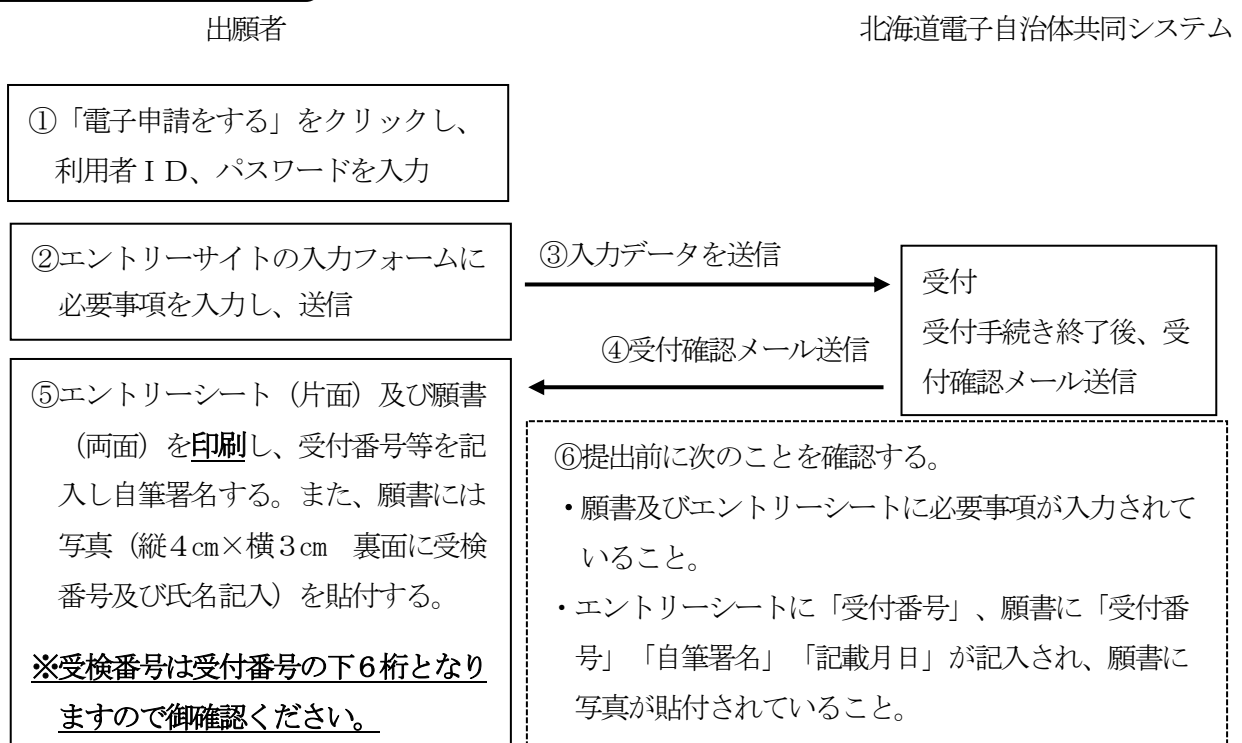 出願者
北海道電子自治体共同システム
①「電子申請をする」をクリックし、
利用者ＩＤ、パスワードを入力
②エントリーサイトの入力フォームに
必要事項を入力し、送信
③入力データを送信
受付
受付手続き終了後、受
付確認メール送信
④受付確認メール送信
⑤エントリーシート（片面）及び願書
（両面）を印刷し、受付番号等を記
入し自筆署名する。また、願書には
写真（縦４㎝×横３㎝　裏面に受検
番号及び氏名記入）を貼付する。
※受検番号は受付番号の下６桁となり
ますので御確認ください。
⑥提出前に次のことを確認する。
・願書及びエントリーシートに必要事項が入力されて
いること。
・エントリーシートに「受付番号」、願書に「受付番
号」「自筆署名」「記載月日」が記入され、願書に
写真が貼付されていること。